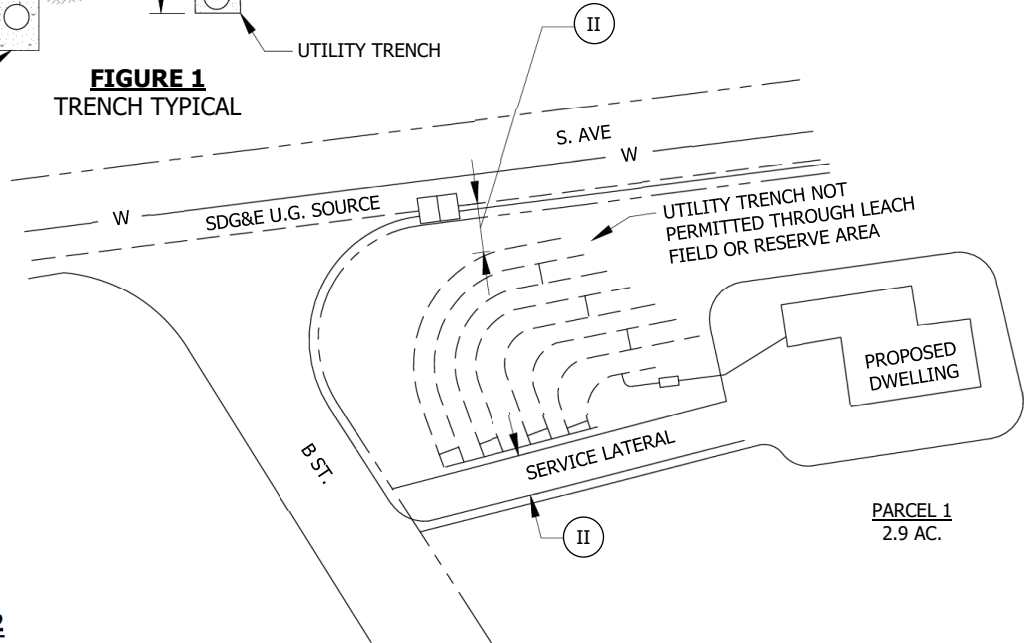 II
UTILITY TRENCH
FIGURE 1
TRENCH TYPICAL
S. AVE
W
W
SDG&E U.G. SOURCE
UTILITY TRENCH NOT
PERMITTED THROUGH LEACH
FIELD OR RESERVE AREA
PROPOSED
DWELLING
B ST.
SERVICE LATERAL
PARCEL 1
2.9 AC.
II
2